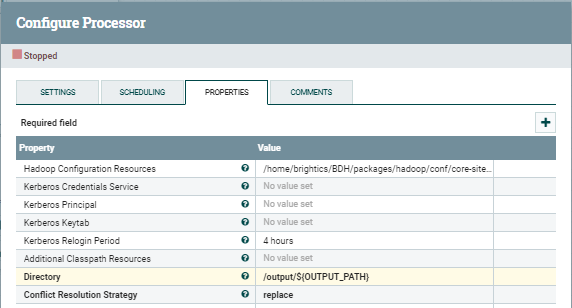 Configure Processor
Stopped
SETTINGS SCHEDULING PROPERTIES COMMENTS
Required field
Property Value
Hadoop Configuration Resources /home/brightics/BDH/packages/hadoop/conf/core-site...
Kerberos Credentials Service No value set
Kerberos Principal No value set
Kerberos Keytab No value set
Kerberos Relogin Period 4 hours
Additional Classpath Resources No value set
Directory /output/${OUTPUT_PATH}
Conflict Resolution Strategy replace